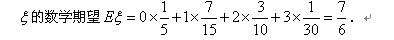 ξ的数学期望 Eξ = 0×1/5+1×7/15+2×3/10+3×1/30=7/6. ↵